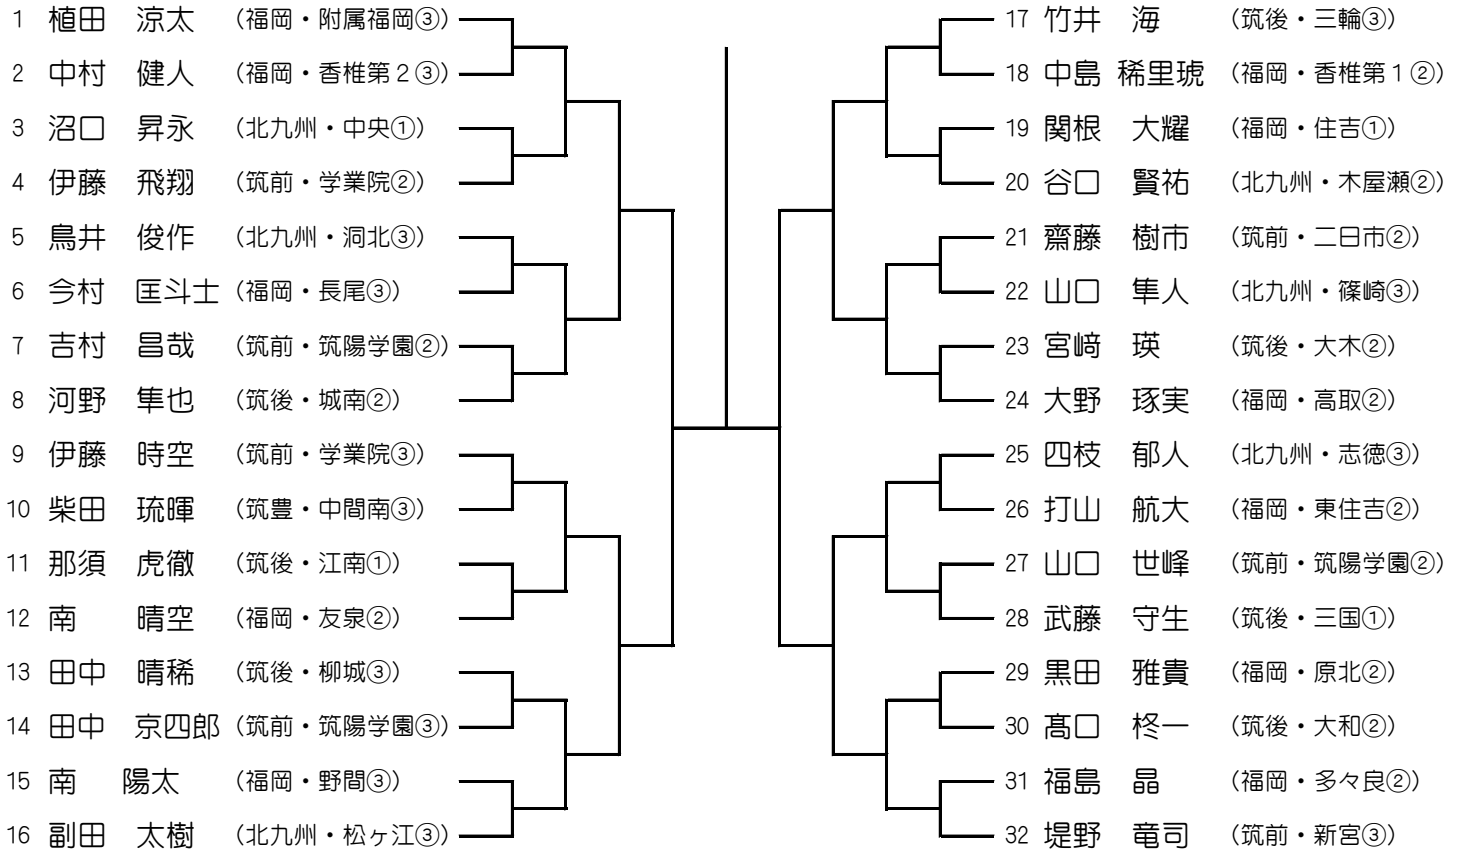 1 植田 涼太 (福岡・附属福岡③)
2 中村 健人 (福岡・香椎第２③)
3 沼口 昇永 (北九州・中央①)
4 伊藤 飛翔 (筑前・学業院②)
5 鳥井 俊作 (北九州・洞北③)
6 今村 匡斗士 (福岡・長尾③)
7 吉村 昌哉 (筑前・筑陽学園②)
8 河野 隼也 (筑後・城南②)
9 伊藤 時空 (筑前・学業院③)
10 柴田 琉暉 (筑豊・中間南③)
11 那須 虎徹 (筑後・江南①)
12 南 晴空 (福岡・友泉②)
13 田中 晴稀 (筑後・柳城③)
14 田中 京四郎 (筑前・筑陽学園③)
15 南 陽太 (福岡・野間③)
16 副田 太樹 (北九州・松ヶ江③)
17 竹井 海 (筑後・三輪③)
18 中島 稀里琥 (福岡・香椎第１②)
19 関根 大耀 (福岡・住吉①)
20 谷口 賢祐 (北九州・木屋瀬②)
21 齋藤 樹市 (筑前・二日市②)
22 山口 隼人 (北九州・篠崎③)
23 宮﨑 瑛 (筑後・大木②)
24 大野 琢実 (福岡・高取②)
25 四枝 郁人 (北九州・志徳③)
26 打山 航大 (福岡・東住吉②)
27 山口 世峰 (筑前・筑陽学園②)
28 武藤 守生 (筑後・三国①)
29 黒田 雅貴 (福岡・原北②)
30 髙口 柊一 (筑後・大和②)
31 福島 晶 (福岡・多々良②)
32 堤野 竜司 (筑前・新宮③)